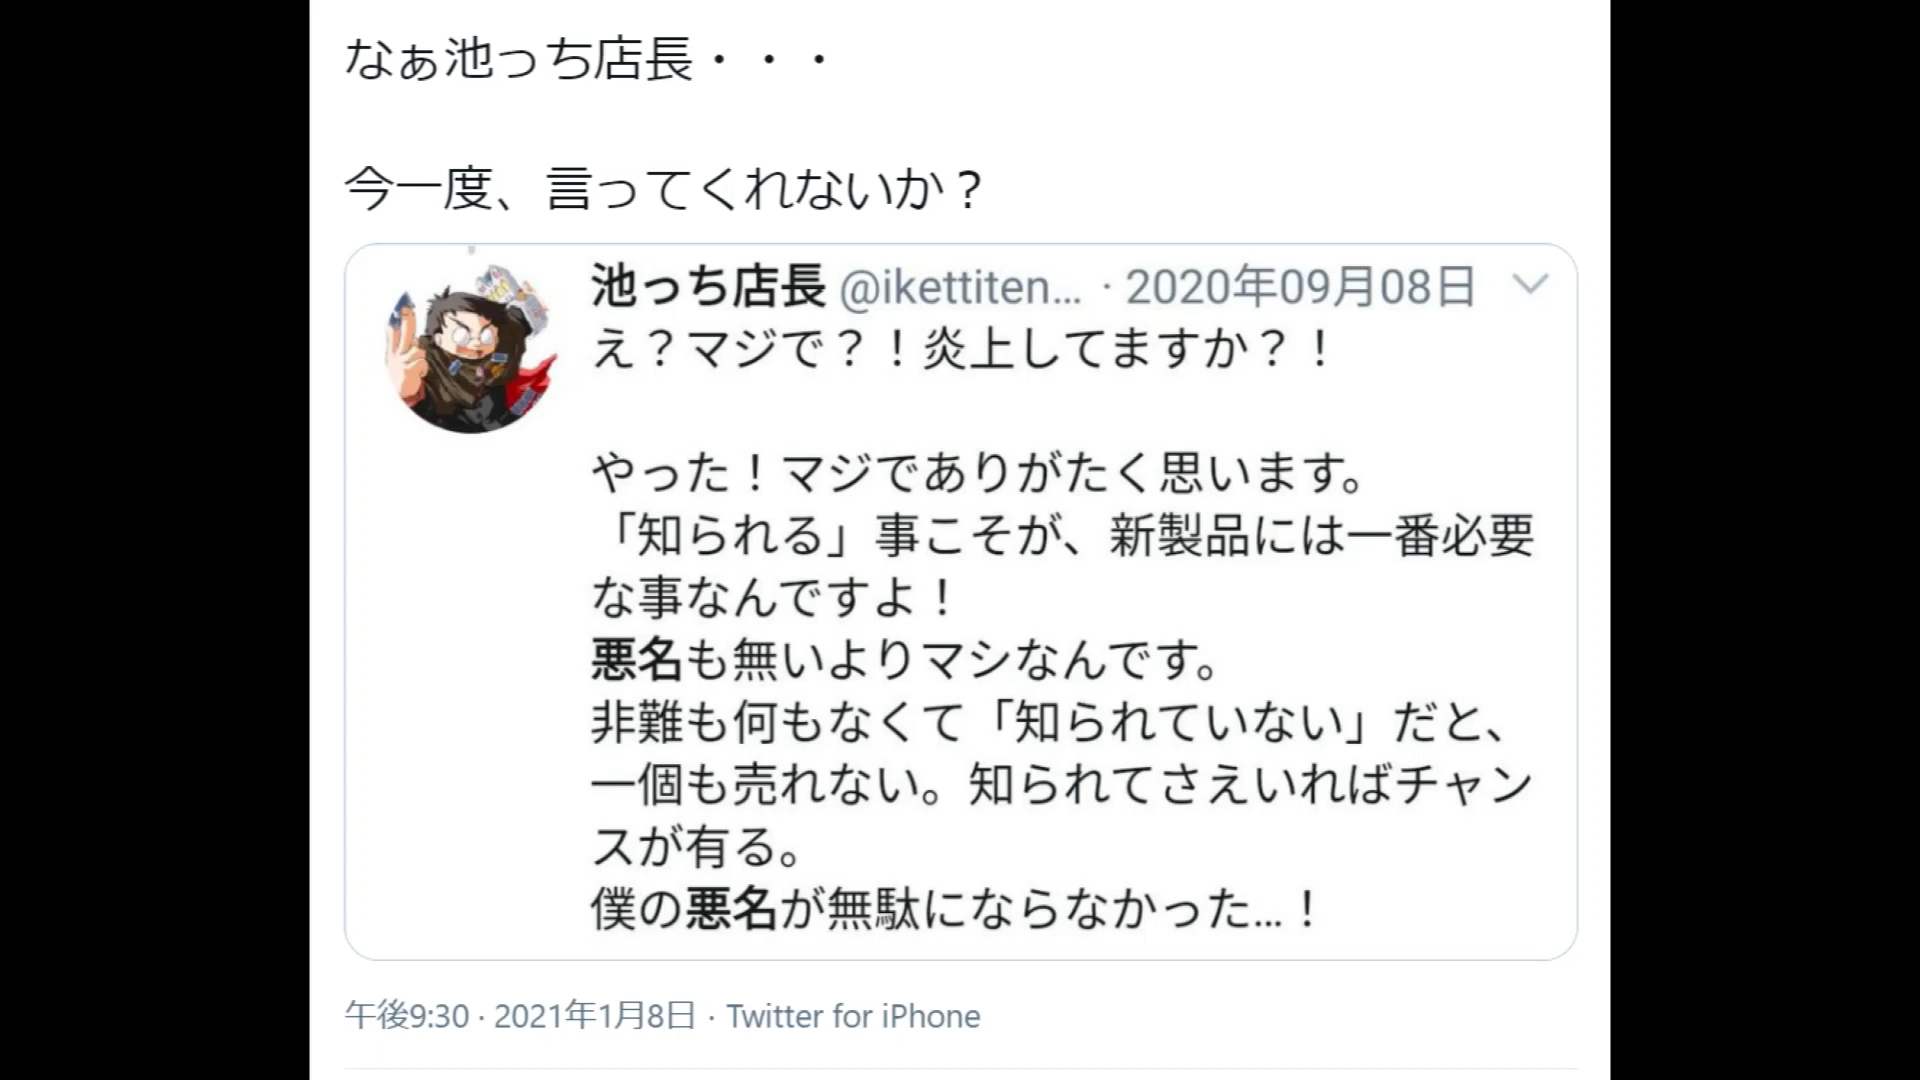 なぁ池っち店長・・・
今一度、言ってくれないか？
池っち店長 @ikettiten... · 2020年09月08日
え？マジで？！炎上してますか？！
やった！マジでありがたく思います。
「知られる」事こそが、新製品には一番必要
な事なんですよ！
悪名も無いよりマシなんです。
非難も何もなくて「知られていない」だと、
一個も売れない。知られてさえいればチャン
スが有る。
僕の悪名が無駄にならなかった...！
午後9:30 · 2021年1月8日 · Twitter for iPhone